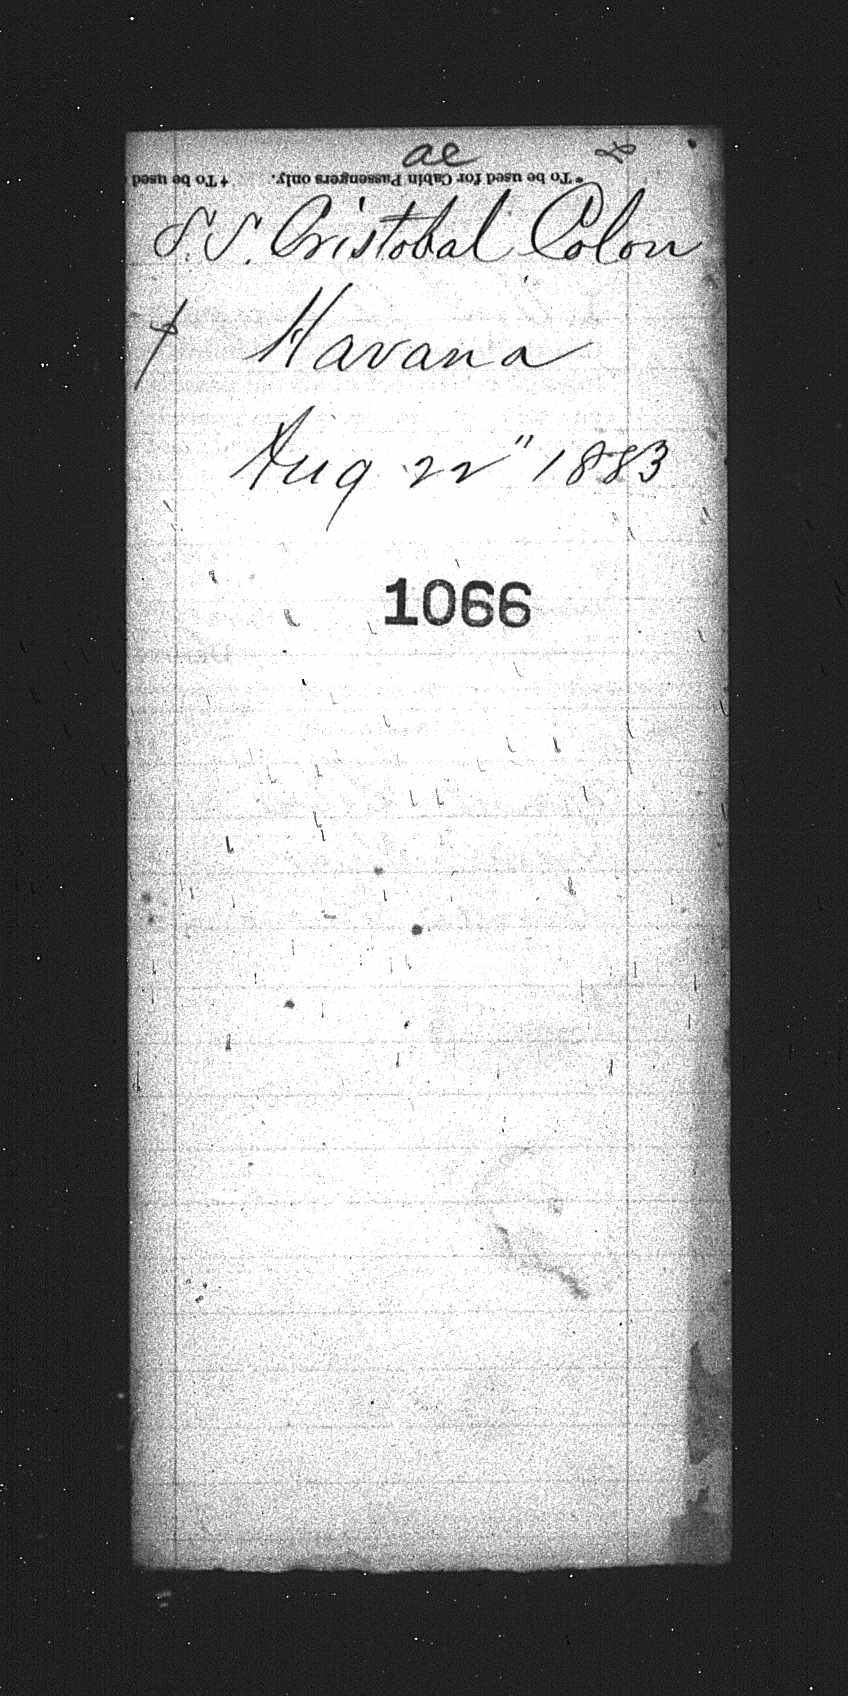 ae
*To be used for Cabin Passengers only. †To be used
S.S. Cristobal Colon
Havana
Aug 22" 1883
1066